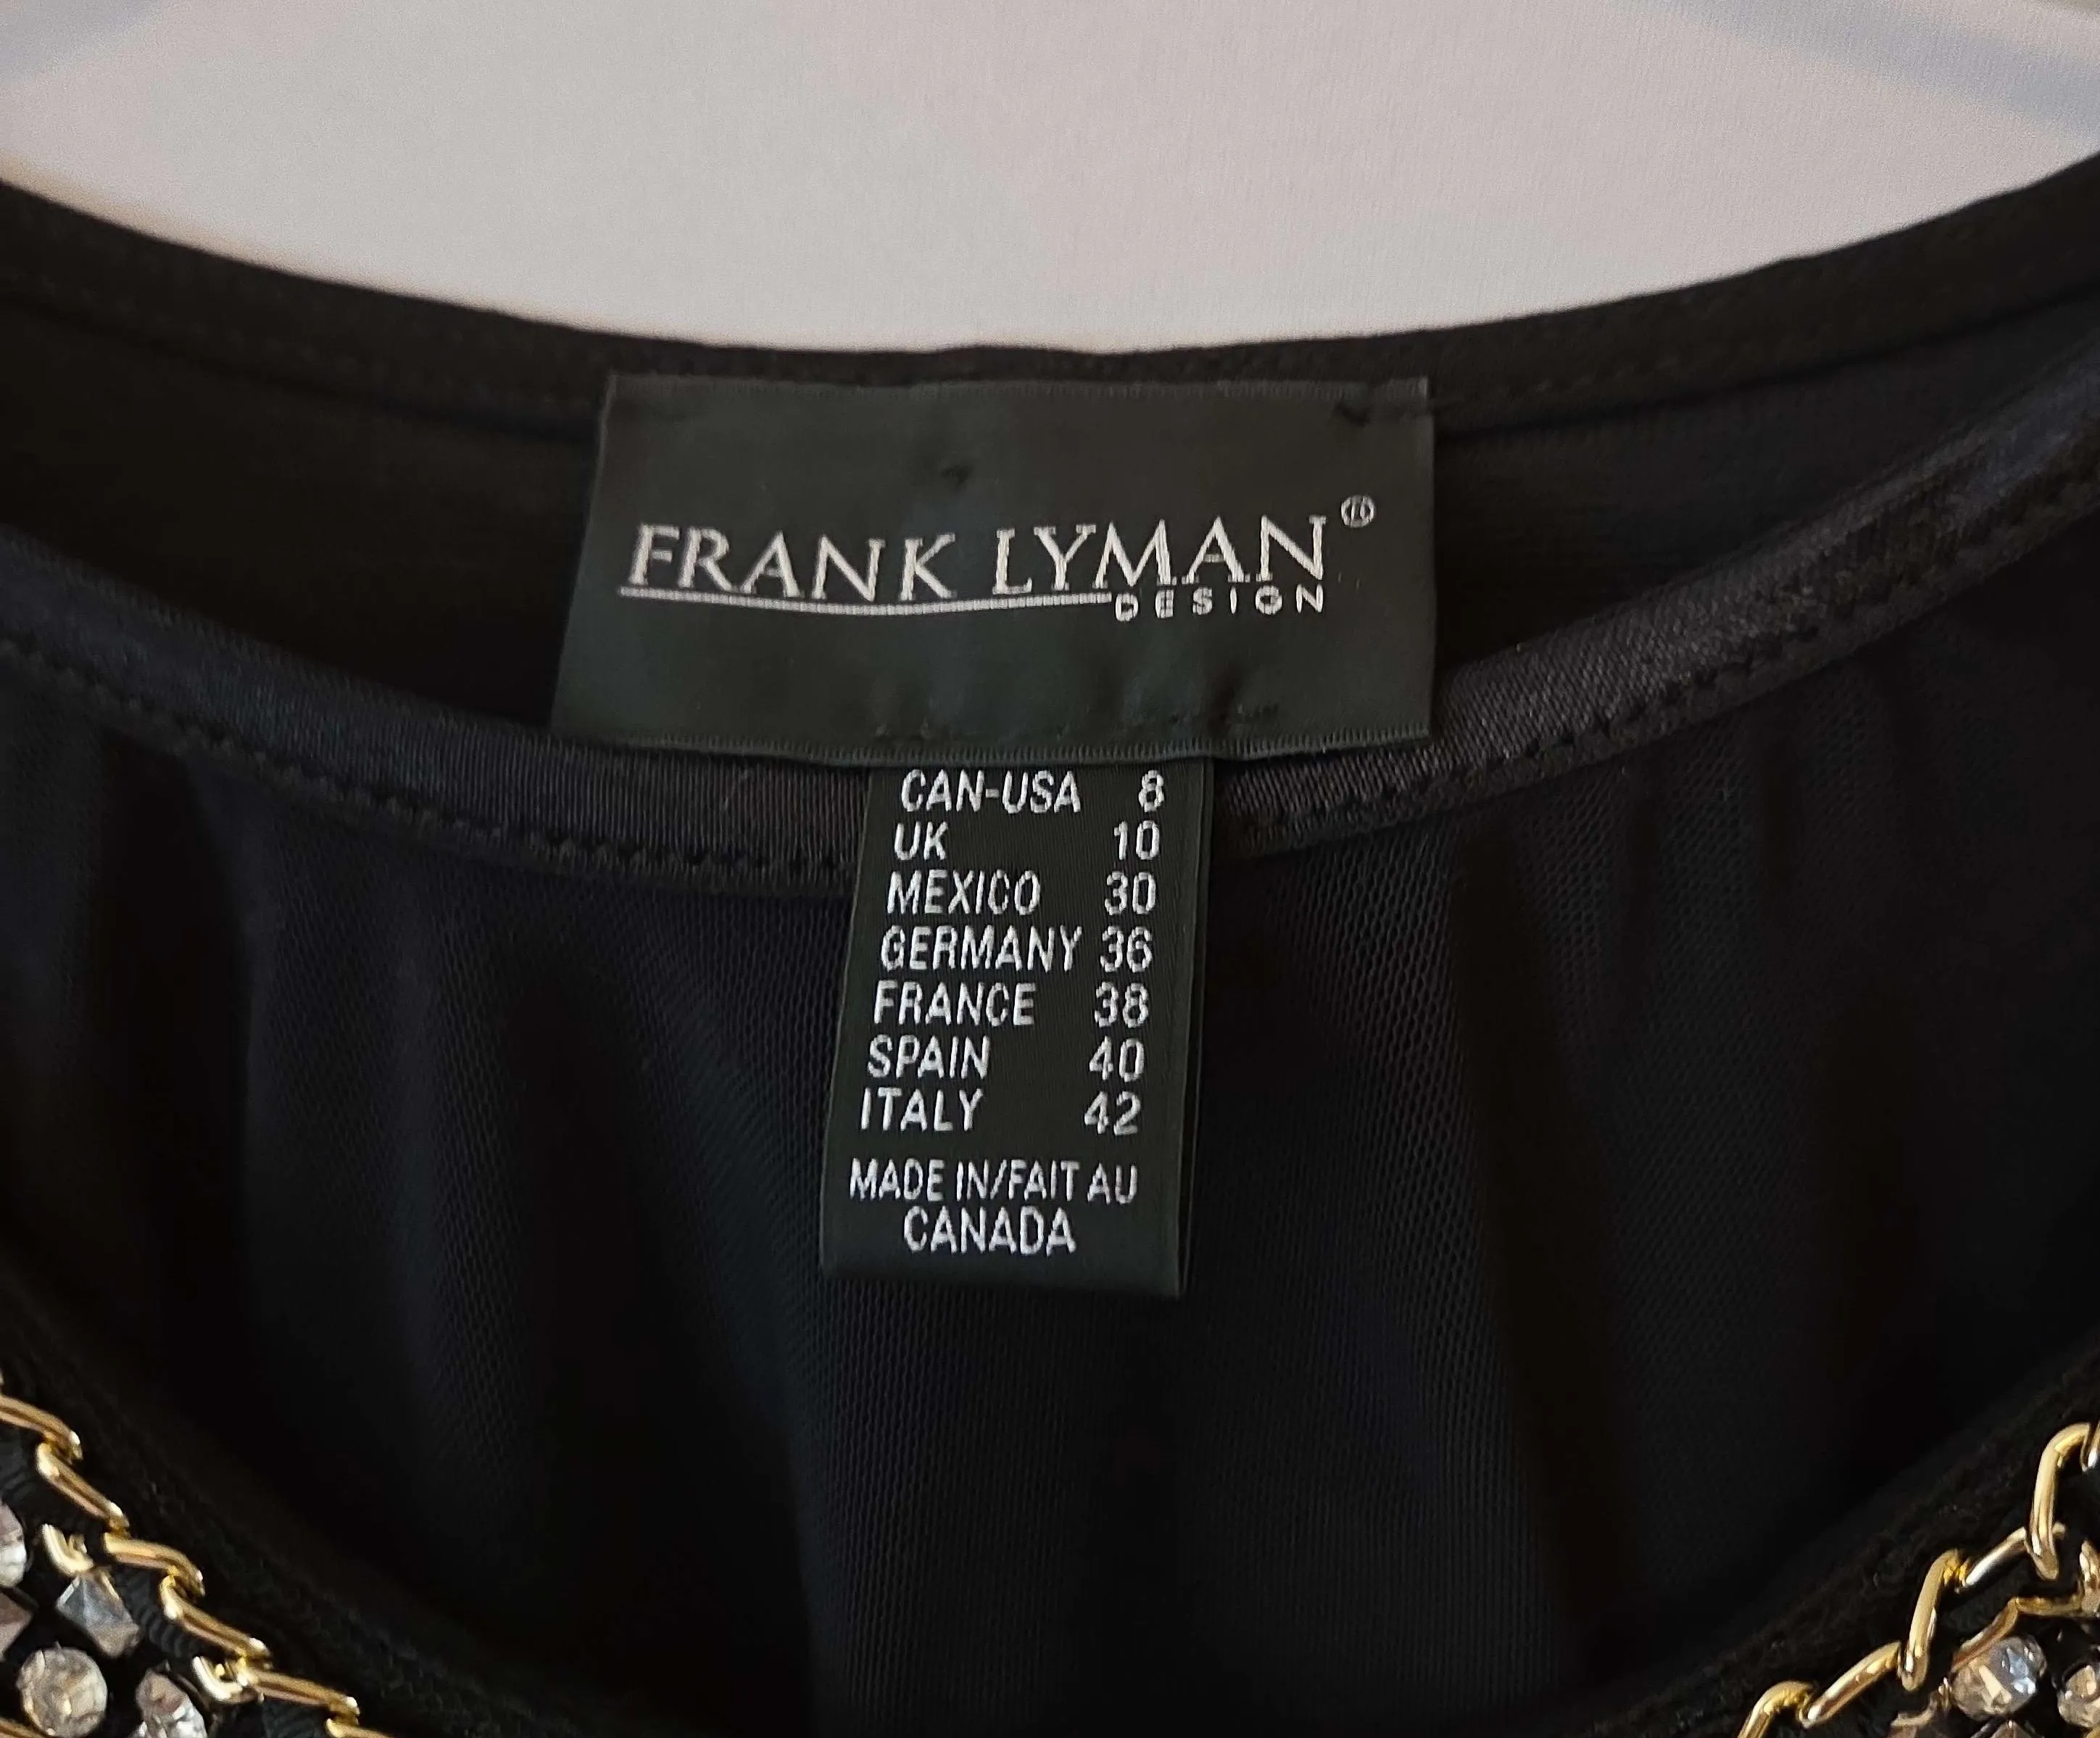 FRANK LYMAN®
DESIGN
CAN-USA 8
UK 10
MEXICO 30
GERMANY 36
FRANCE 38
SPAIN 40
ITALY 42
MADE IN/FAIT AU
CANADA